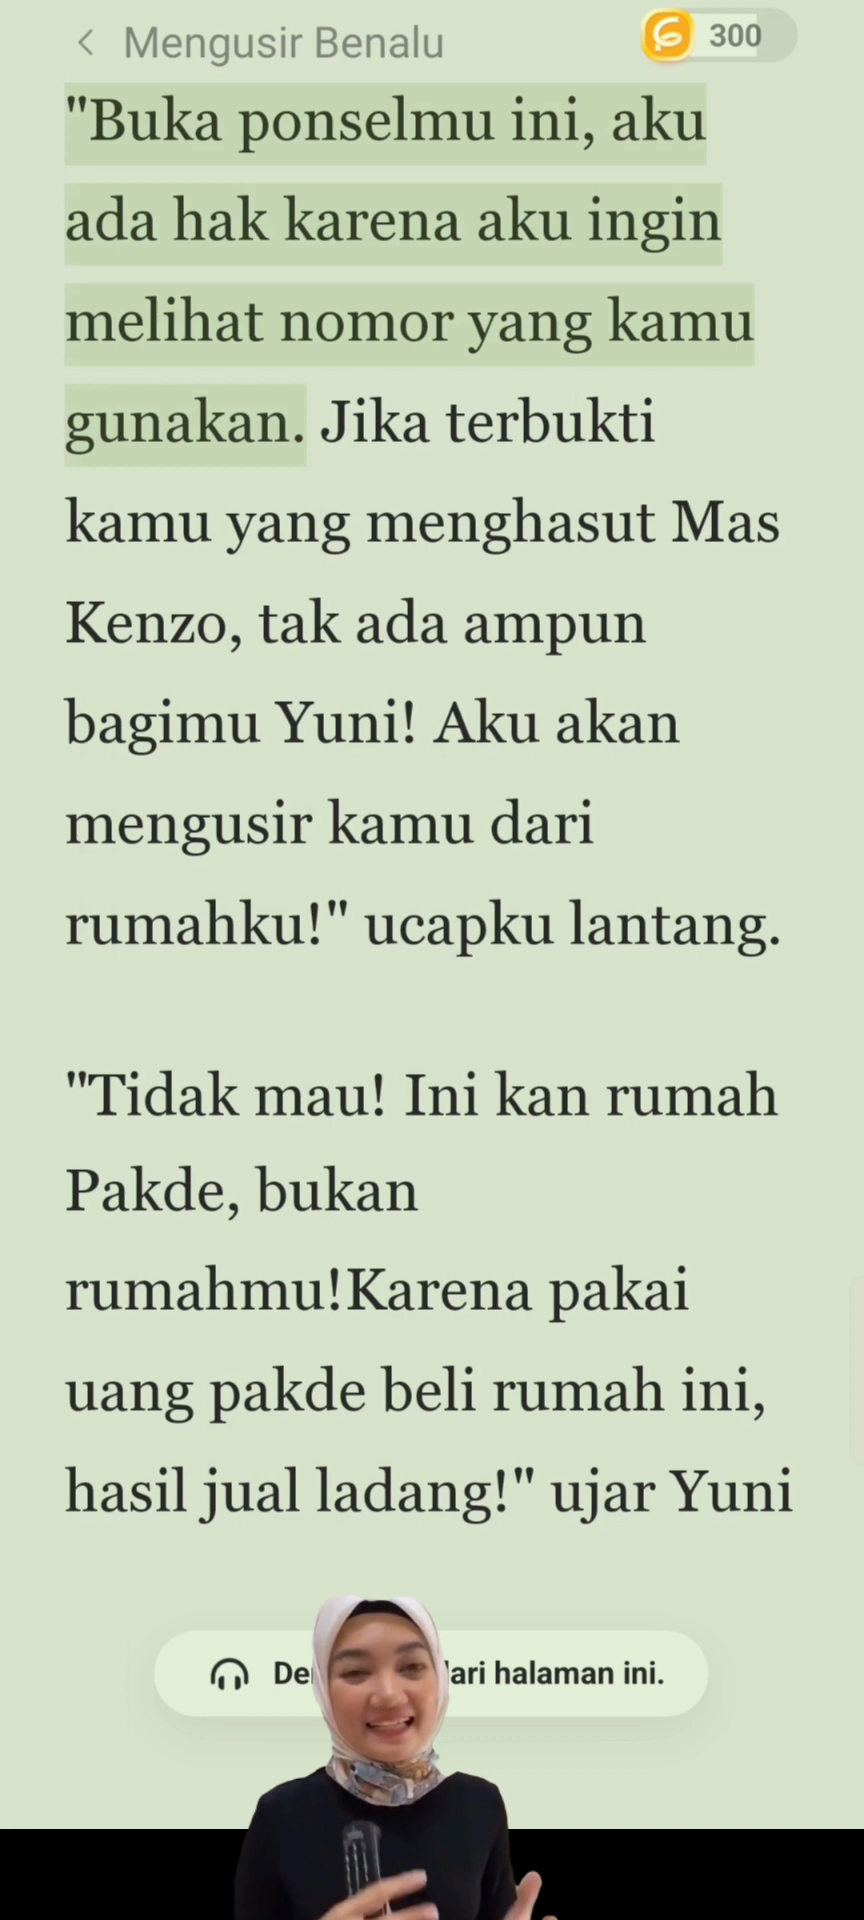 Mengusir Benalu
300
"Buka ponselmu ini, aku
ada hak karena aku ingin
melihat nomor yang kamu
gunakan. Jika terbukti
kamu yang menghasut Mas
Kenzo, tak ada ampun
bagimu Yuni! Aku akan
mengusir kamu dari
rumahku!" ucapku lantang.
"Tidak mau! Ini kan rumah
Pakde, bukan
rumahmu!Karena pakai
uang pakde beli rumah ini,
hasil jual ladang!" ujar Yuni
halaman ini.